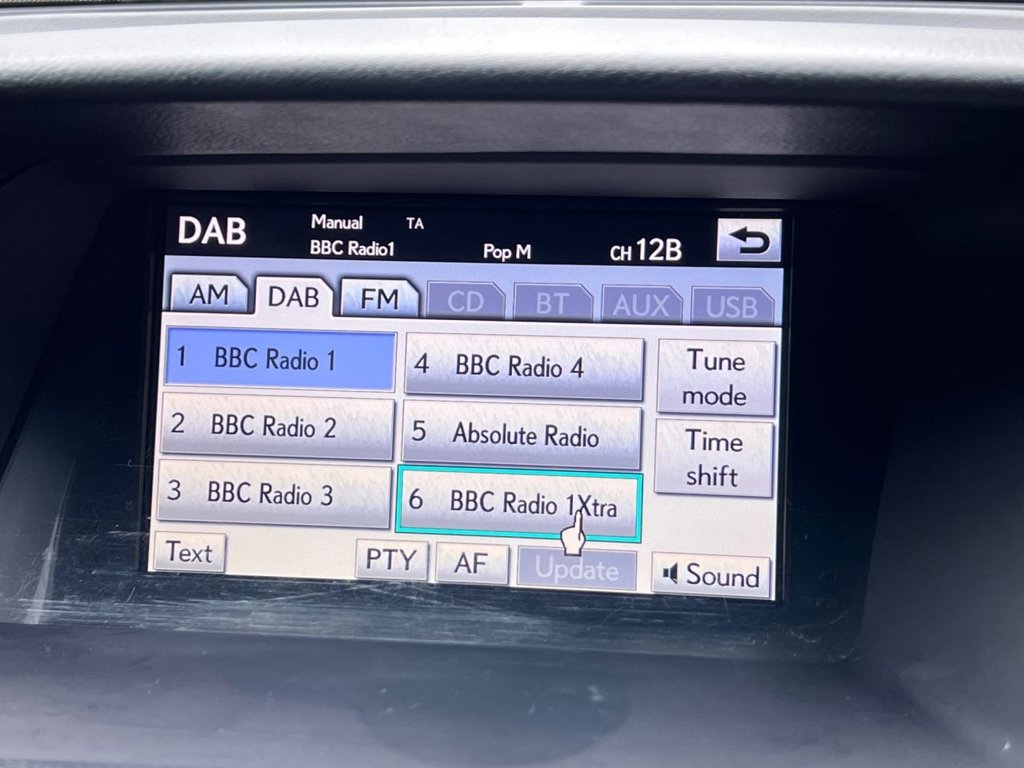 DAB Manual TA
BBC Radio1 Pop M CH 12B
AM DAB FM CD BT AUX USB
1 BBC Radio 1
4 BBC Radio 4
Tune
mode
2 BBC Radio 2
5 Absolute Radio
Time
shift
3 BBC Radio 3
6 BBC Radio 1Xtra
Text PTY AF Update Sound